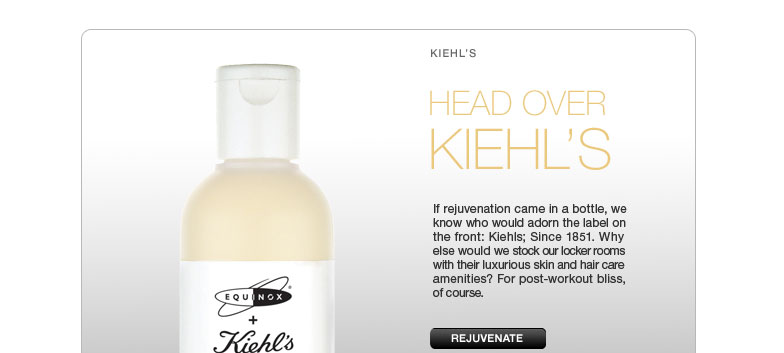 KIEHL'S
HEAD OVER
KIEHL'S
If rejuvenation came in a bottle, we
know who would adorn the label on
the front: Kiehls; Since 1851. Why
else would we stock our locker rooms
with their luxurious skin and hair care
amenities? For post-workout bliss,
of course.
REJUVENATE
EQUINOX
+
Kiehl's